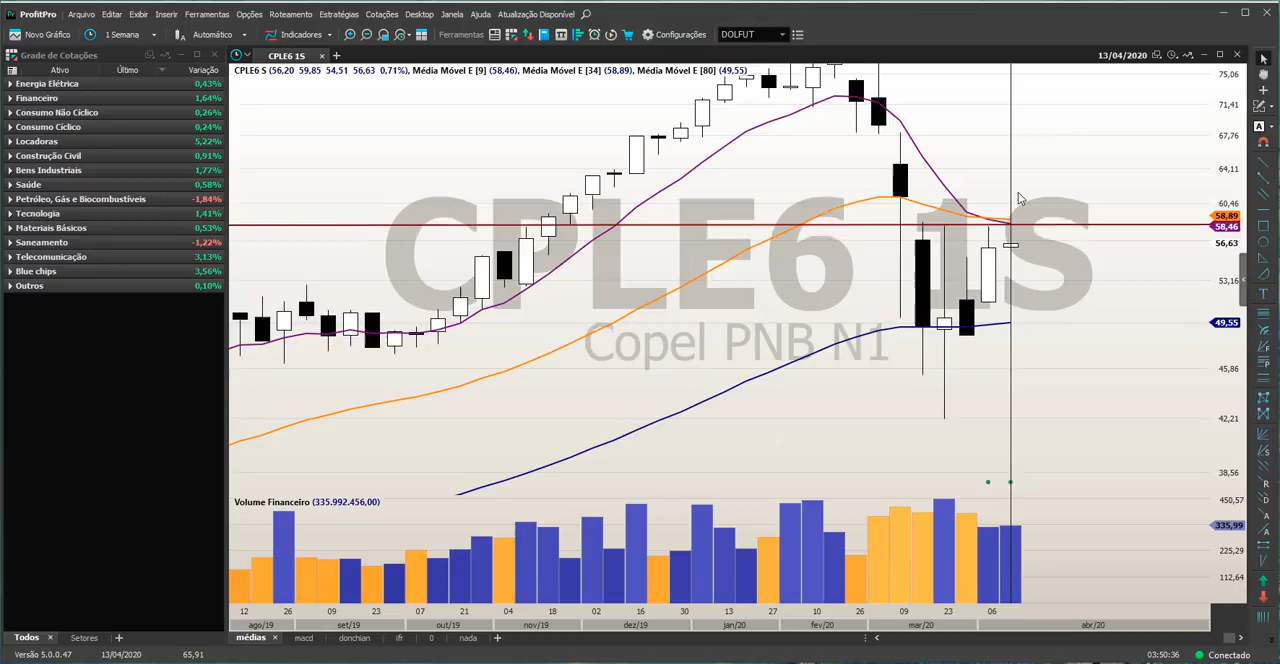 ProfitPro Arquivo Editar Exibir Inserir Ferramentas Opções Roteamento Estratégias Cotações Desktop Janela Ajuda Atualização Disponível
Novo Gráfico 1 Semana Automático Indicadores Ferramentas Configurações DOLFUT
Grade de Cotações
CPLE6 1S
13/04/2020
Ativo Último Variação
Energia Elétrica 0,43%
Financeiro 1,64%
Consumo Não Cíclico 0,26%
Consumo Cíclico 0,24%
Locadoras 5,22%
Construção Civil 0,91%
Bens Industriais 1,77%
Saúde 0,58%
Petróleo, Gás e Biocombustíveis -1,84%
Tecnologia 1,41%
Materiais Básicos 0,53%
Saneamento -1,22%
Telecomunicação 3,13%
Blue chips 3,56%
Outros 0,10%
CPLE6 S (56,20 59,85 54,51 56,63 0,71%), Média Móvel E [9] (58,46), Média Móvel E [34] (58,89), Média Móvel E [80] (49,55)
CPLE6 1S
Copel PNB N1
75,06
71,41
67,76
64,11
60,46
58,89
58,46
56,63
53,16
49,55
45,86
42,21
38,56
Volume Financeiro (335.992.456,00)
450,57
335,99
225,29
112,64
12 26 09 23 07 21 04 18 02 16 30 13 27 10 26 09 23 06
ago/19 set/19 out/19 nov/19 dez/19 jan/20 fev/20 mar/20 abr/20
Todos Setores
médias macd donchian ifr 0 nada
Versão 5.0.0.47 13/04/2020 65,91 03:50:36 Conectado